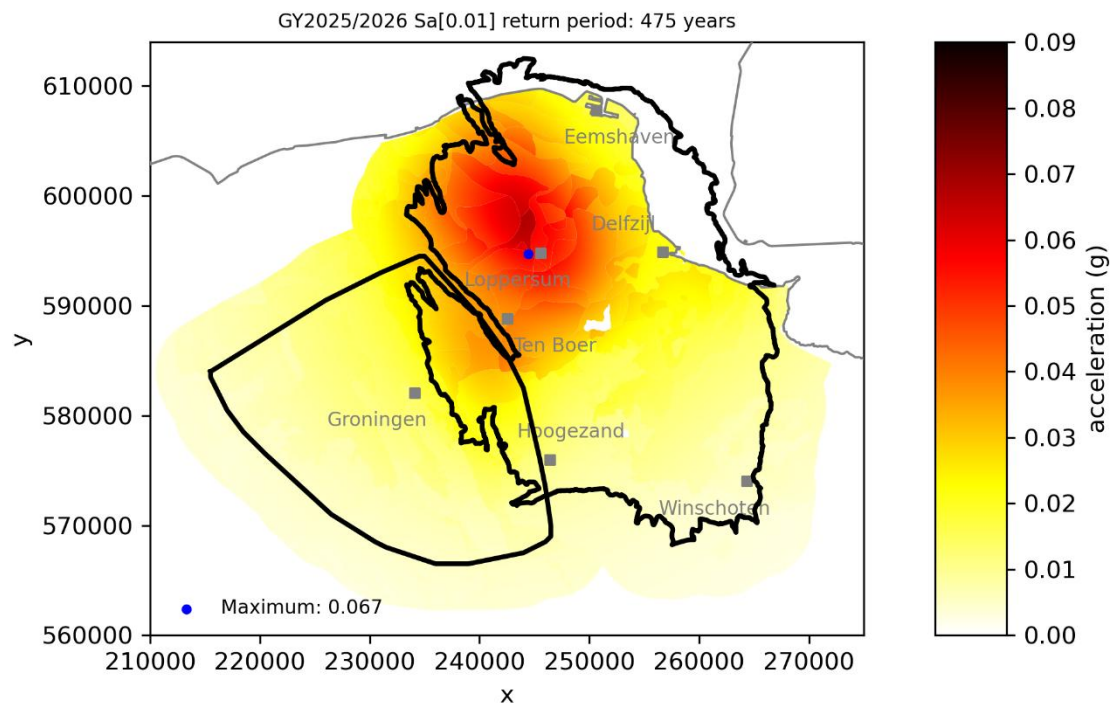 GY2025/2026 Sa[0.01] return period: 475 years
0.09
610000
Eemshaven
0.08
0.07
600000
Delfzijl
0.06
Loppersum
590000
0.05
Ten Boer
y
acceleration (g)
0.04
580000
Groningen
Hoogezand
0.03
Winschoten
570000
0.02
0.01
Maximum: 0.067
560000
0.00
210000 220000 230000 240000 250000 260000 270000
x